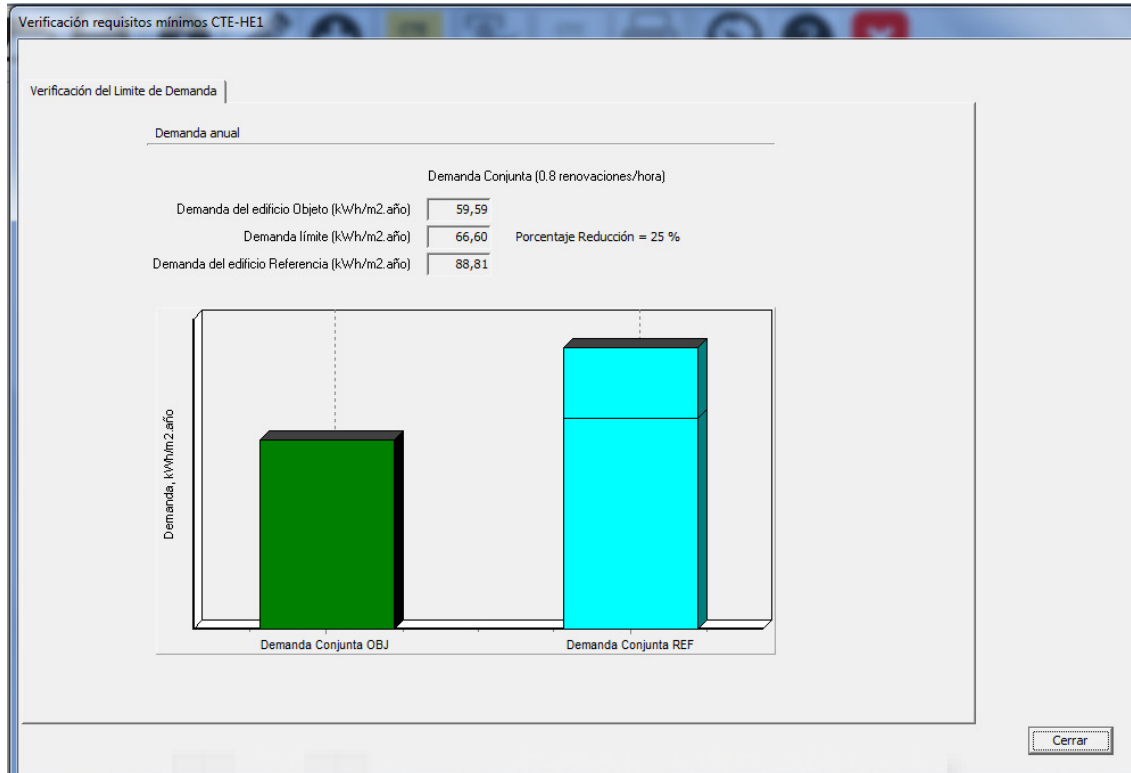 Verificación requisitos mínimos CTE-HE1
Verificación del Limite de Demanda
Demanda anual
Demanda Conjunta (0.8 renovaciones/hora)
Demanda del edificio Objeto (kWh/m2.año) 59,59
Demanda límite (kWh/m2.año) 66,60 Porcentaje Reducción = 25 %
Demanda del edificio Referencia (kWh/m2.año) 88,81
Demanda, kWh/m2.año
Demanda Conjunta OBJ Demanda Conjunta REF
Cerrar